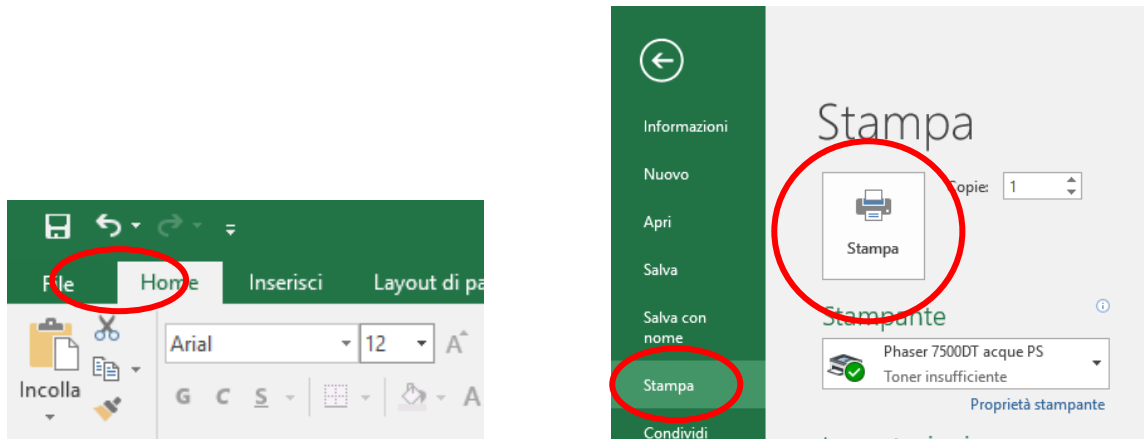 File Home Inserisci Layout di pa
Arial 12 A
Incolla
G C S A
Informazioni
Nuovo
Apri
Salva
Salva con
nome
Stampa
Condividi
Stampa
Copie: 1
Stampa
Stampante
Phaser 7500DT acque PS
Toner insufficiente
Proprietà stampante